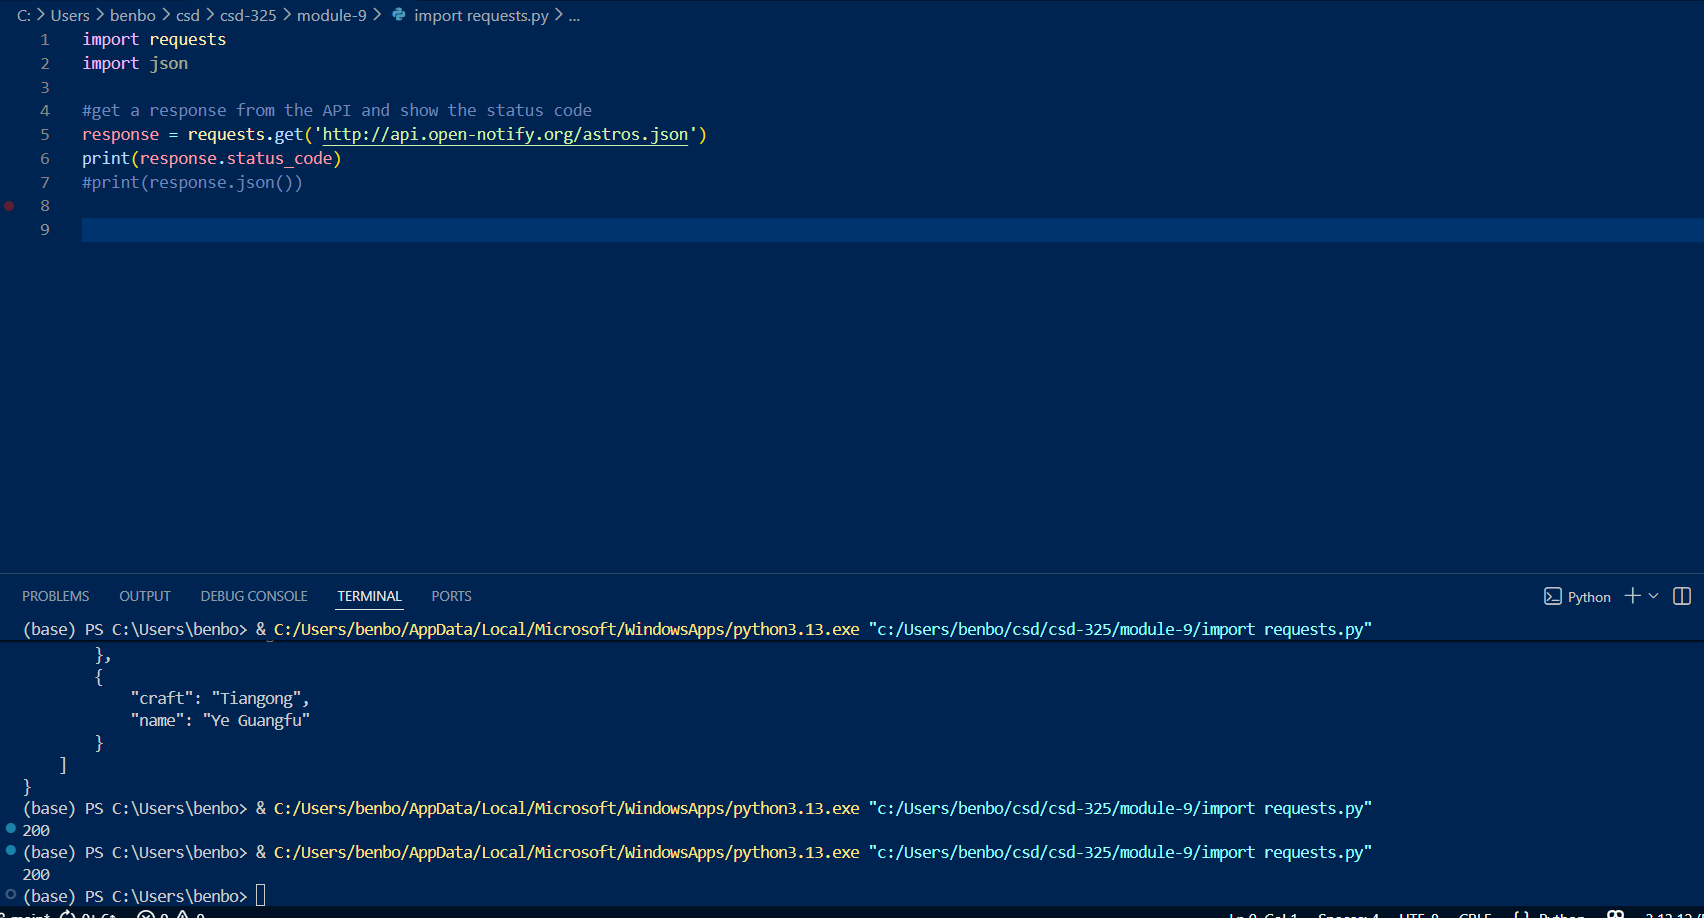 C: > Users > benbo > csd > csd-325 > module-9 > import requests.py > ...
1 import requests
2 import json
3
4 #get a response from the API and show the status code
5 response = requests.get('http://api.open-notify.org/astros.json')
6 print(response.status_code)
7 #print(response.json())
8
9
PROBLEMS OUTPUT DEBUG CONSOLE TERMINAL PORTS Python
(base) PS C:\Users\benbo> & C:/Users/benbo/AppData/Local/Microsoft/WindowsApps/python3.13.exe "c:/Users/benbo/csd/csd-325/module-9/import requests.py"
},
{
"craft": "Tiangong",
"name": "Ye Guangfu"
}
]
}
(base) PS C:\Users\benbo> & C:/Users/benbo/AppData/Local/Microsoft/WindowsApps/python3.13.exe "c:/Users/benbo/csd/csd-325/module-9/import requests.py"
200
(base) PS C:\Users\benbo> & C:/Users/benbo/AppData/Local/Microsoft/WindowsApps/python3.13.exe "c:/Users/benbo/csd/csd-325/module-9/import requests.py"
200
(base) PS C:\Users\benbo>